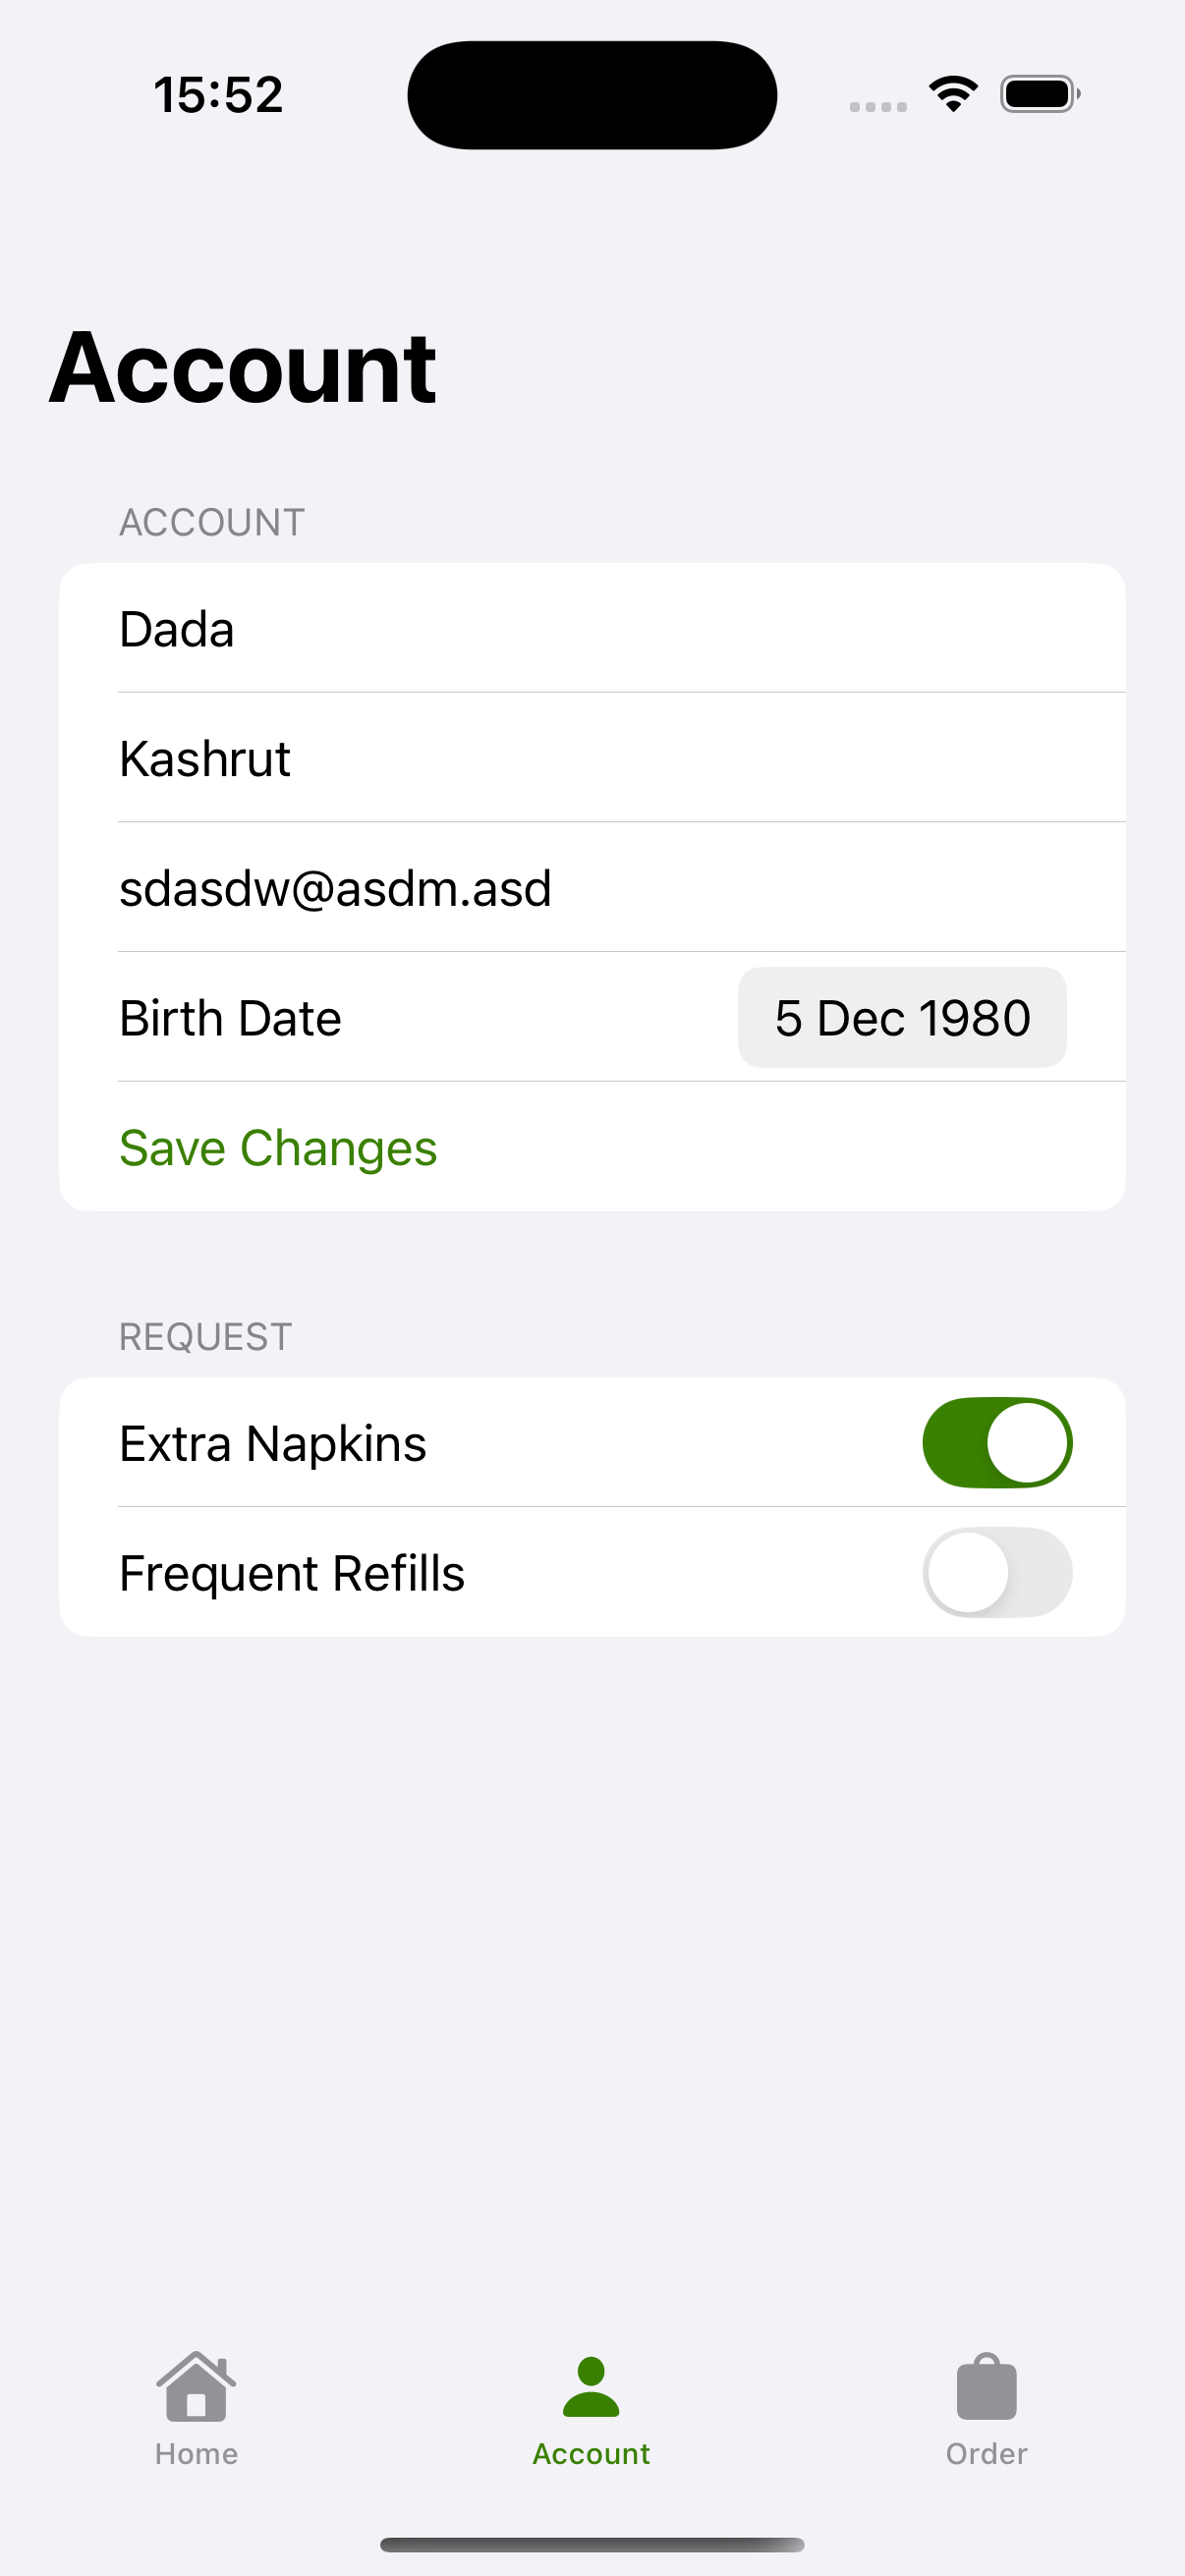 15:52
Account
ACCOUNT
Dada
Kashrut
sdasdw@asdm.asd
Birth Date 5 Dec 1980
Save Changes
REQUEST
Extra Napkins
Frequent Refills
Home Account Order